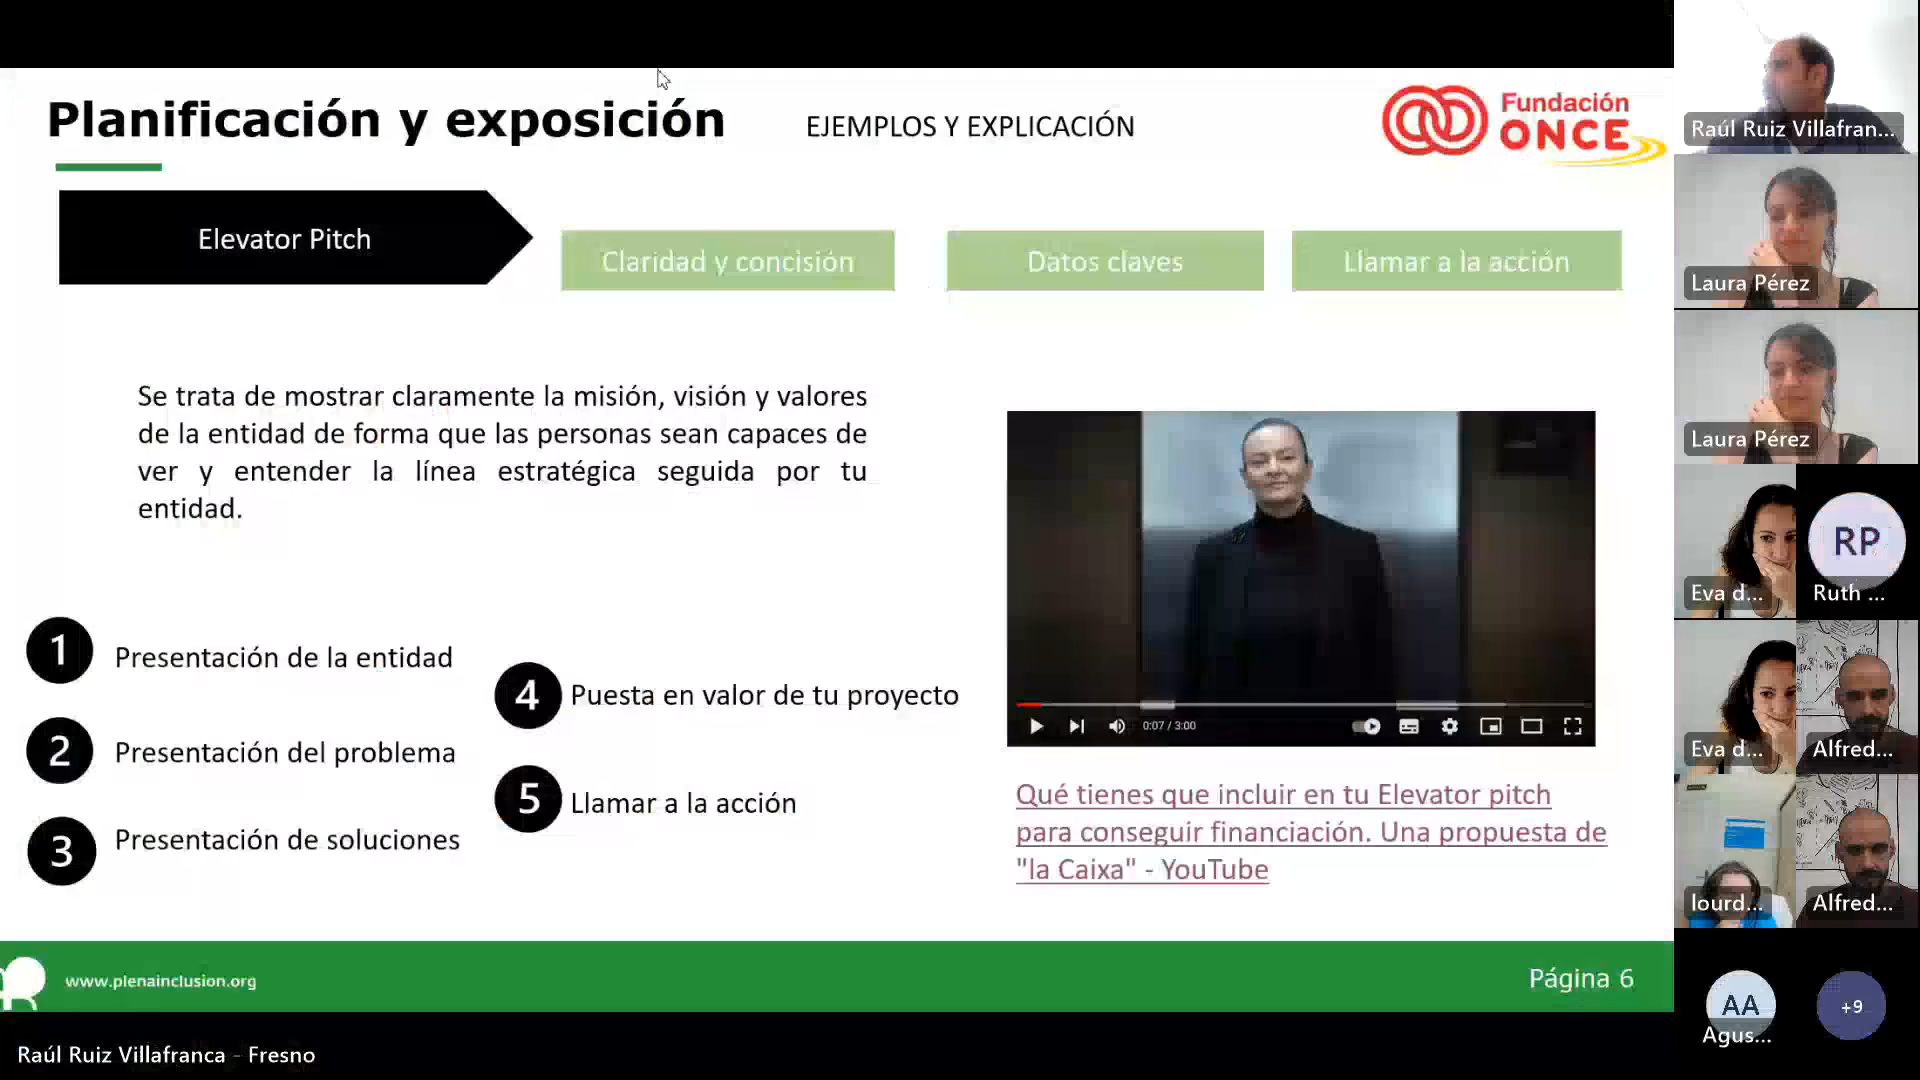 Planificación y exposición
EJEMPLOS Y EXPLICACIÓN
Fundación
ONCE
Elevator Pitch
Claridad y concisión
Datos claves
Llamar a la acción
Se trata de mostrar claramente la misión, visión y valores
de la entidad de forma que las personas sean capaces de
ver y entender la línea estratégica seguida por tu
entidad.
1 Presentación de la entidad
2 Presentación del problema
3 Presentación de soluciones
4 Puesta en valor de tu proyecto
5 Llamar a la acción
0:07 / 3:00
Qué tienes que incluir en tu Elevator pitch
para conseguir financiación. Una propuesta de
"la Caixa" - YouTube
www.plenainclusion.org
Página 6
Raúl Ruiz Villafranca - Fresno
Raúl Ruiz Villafran...
Laura Pérez
Laura Pérez
Eva d...
RP
Ruth ...
Eva d...
Alfred...
lourd...
Alfred...
AA
Agus...
+9